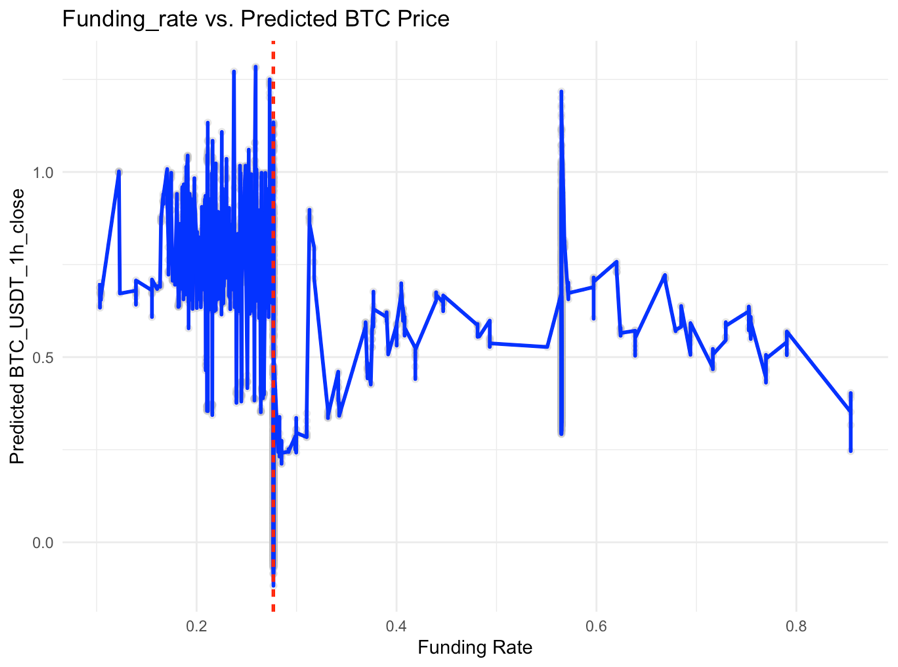 Funding_rate vs. Predicted BTC Price
Predicted BTC_USDT_1h_close
1.0
0.5
0.0
0.2 0.4 0.6 0.8
Funding Rate